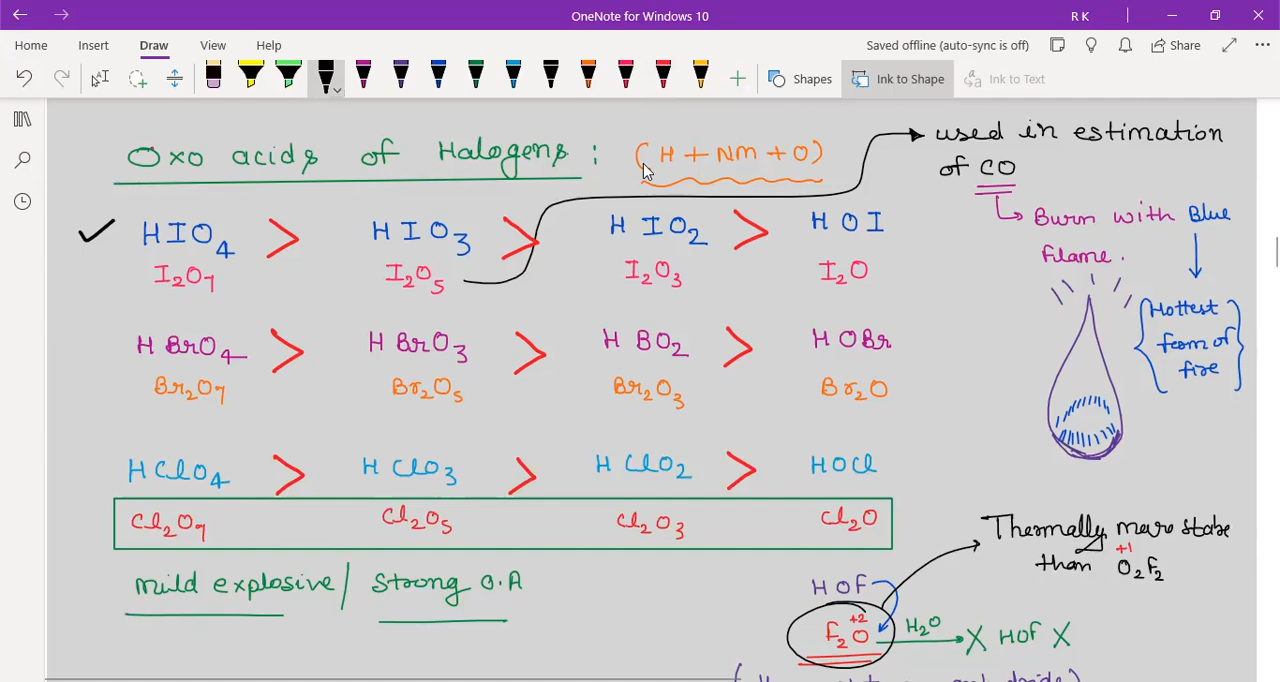 OneNote for Windows 10
R K
Home Insert Draw View Help
Saved offline (auto-sync is off)
Share
Shapes
Ink to Shape
Ink to Text
Oxo acids of Halogens : (H + Nm + O)
used in estimation
of CO
Burn with Blue
flame.
{Hottest
form of
fire}
HIO4 > HIO3 > HIO2 > HOI
I2O7 I2O5 I2O3 I2O
HBrO4 > HBrO3 > HBO2 > HOBr
Br2O7 Br2O5 Br2O3 Br2O
HClO4 > HClO3 > HClO2 > HOCl
Cl2O7 Cl2O5 Cl2O3 Cl2O
Mild explosive/ Strong O.A
Thermally more stabe
+1
than O2F2
HOF
+2
F2O H2O X HOF X